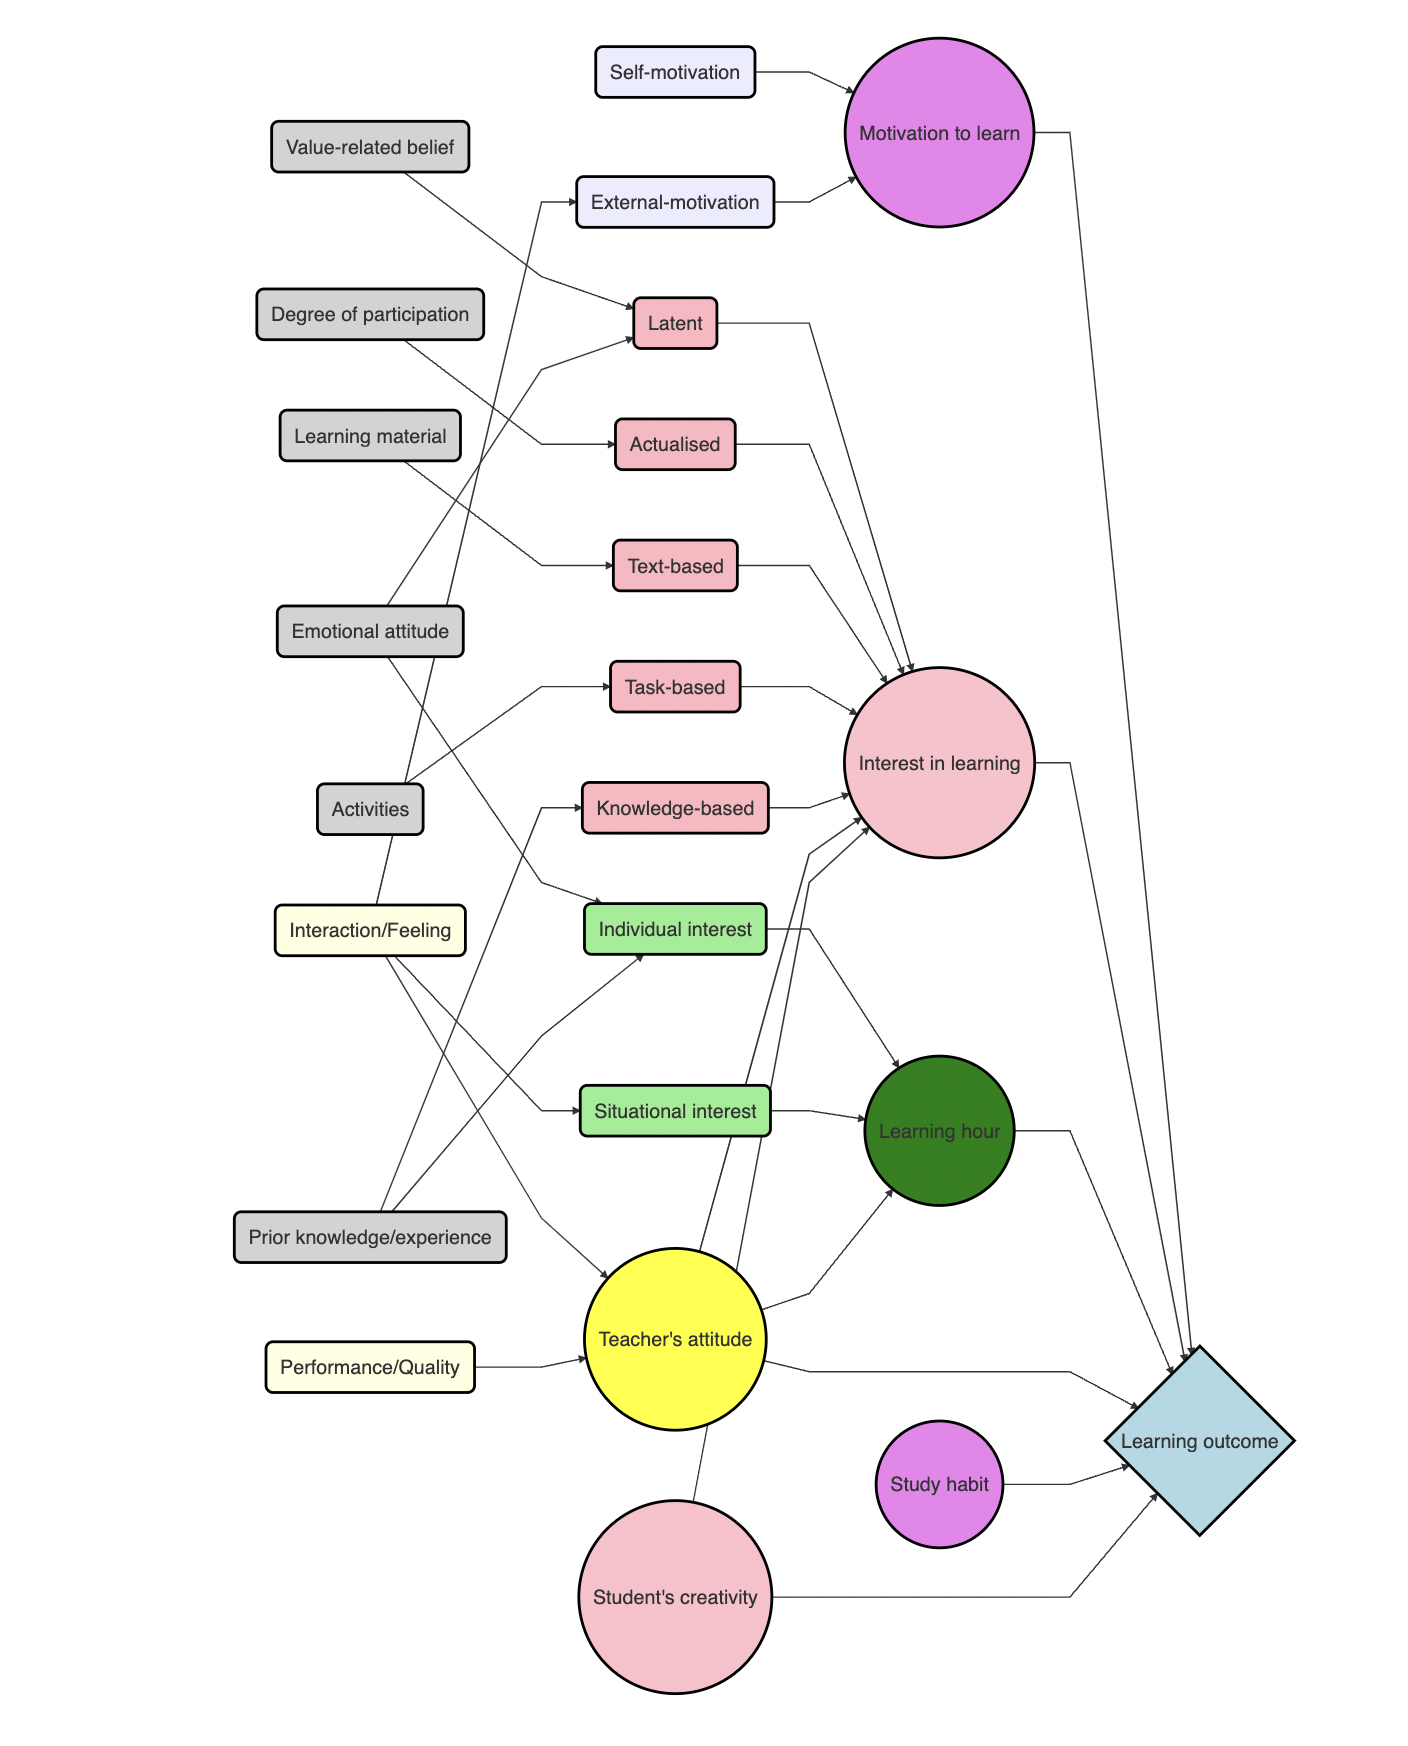 Self-motivation
Motivation to learn
Value-related belief
External-motivation
Degree of participation
Latent
Learning material
Actualised
Text-based
Emotional attitude
Task-based
Interest in learning
Activities
Knowledge-based
Interaction/Feeling
Individual interest
Situational interest
Learning hour
Prior knowledge/experience
Teacher's attitude
Performance/Quality
Learning outcome
Study habit
Student's creativity